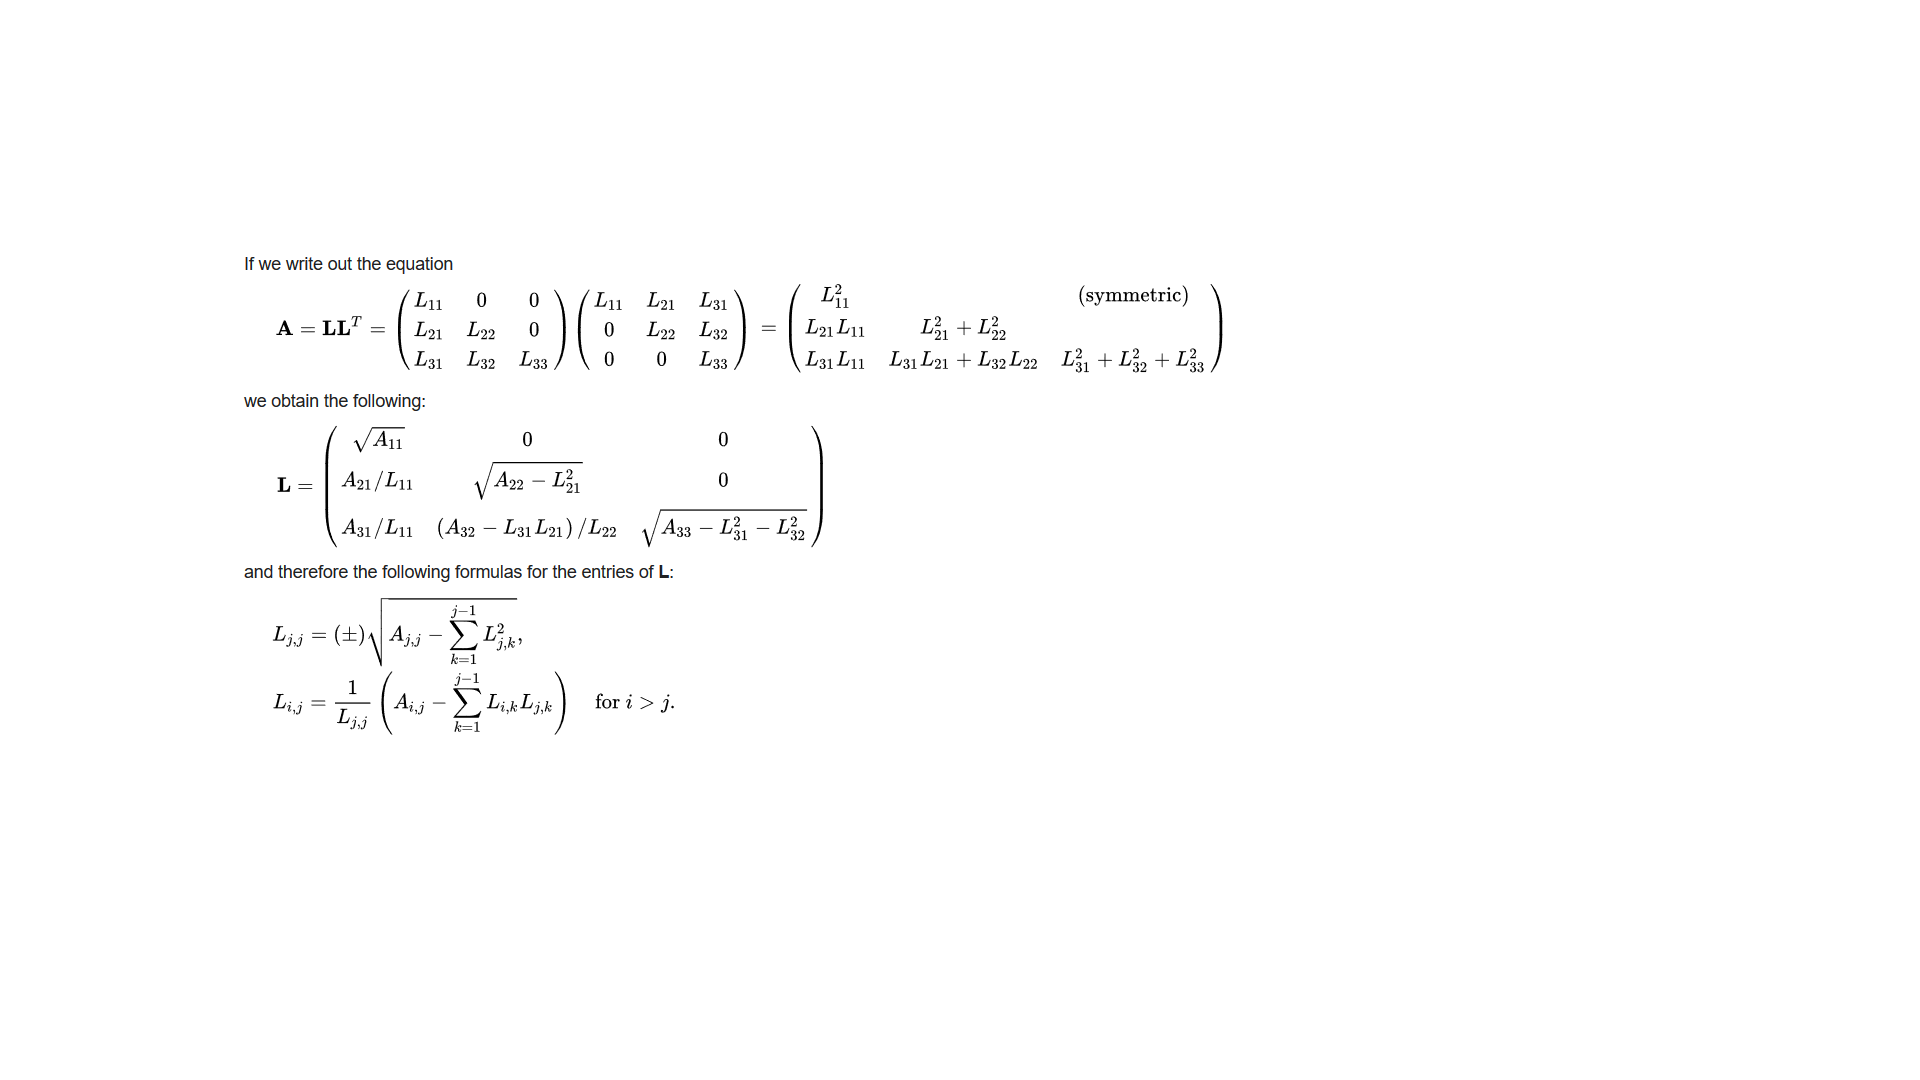 If we write out the equation
$\mathbf{A} = \mathbf{LL}^T = \begin{pmatrix} L_{11} & 0 & 0 \\ L_{21} & L_{22} & 0 \\ L_{31} & L_{32} & L_{33} \end{pmatrix} \begin{pmatrix} L_{11} & L_{21} & L_{31} \\ 0 & L_{22} & L_{32} \\ 0 & 0 & L_{33} \end{pmatrix} = \begin{pmatrix} L_{11}^2 & & \text{(symmetric)} \\ L_{21}L_{11} & L_{21}^2 + L_{22}^2 & \\ L_{31}L_{11} & L_{31}L_{21} + L_{32}L_{22} & L_{31}^2 + L_{32}^2 + L_{33}^2 \end{pmatrix}$
we obtain the following:
$\mathbf{L} = \begin{pmatrix} \sqrt{A_{11}} & 0 & 0 \\ A_{21}/L_{11} & \sqrt{A_{22} - L_{21}^2} & 0 \\ A_{31}/L_{11} & (A_{32} - L_{31}L_{21})/L_{22} & \sqrt{A_{33} - L_{31}^2 - L_{32}^2} \end{pmatrix}$
and therefore the following formulas for the entries of L:
$L_{j,j} = (\pm)\sqrt{A_{j,j} - \sum_{k=1}^{j-1} L_{j,k}^2},$
$L_{i,j} = \frac{1}{L_{j,j}} \left( A_{i,j} - \sum_{k=1}^{j-1} L_{i,k}L_{j,k} \right) \quad \text{for } i > j.$